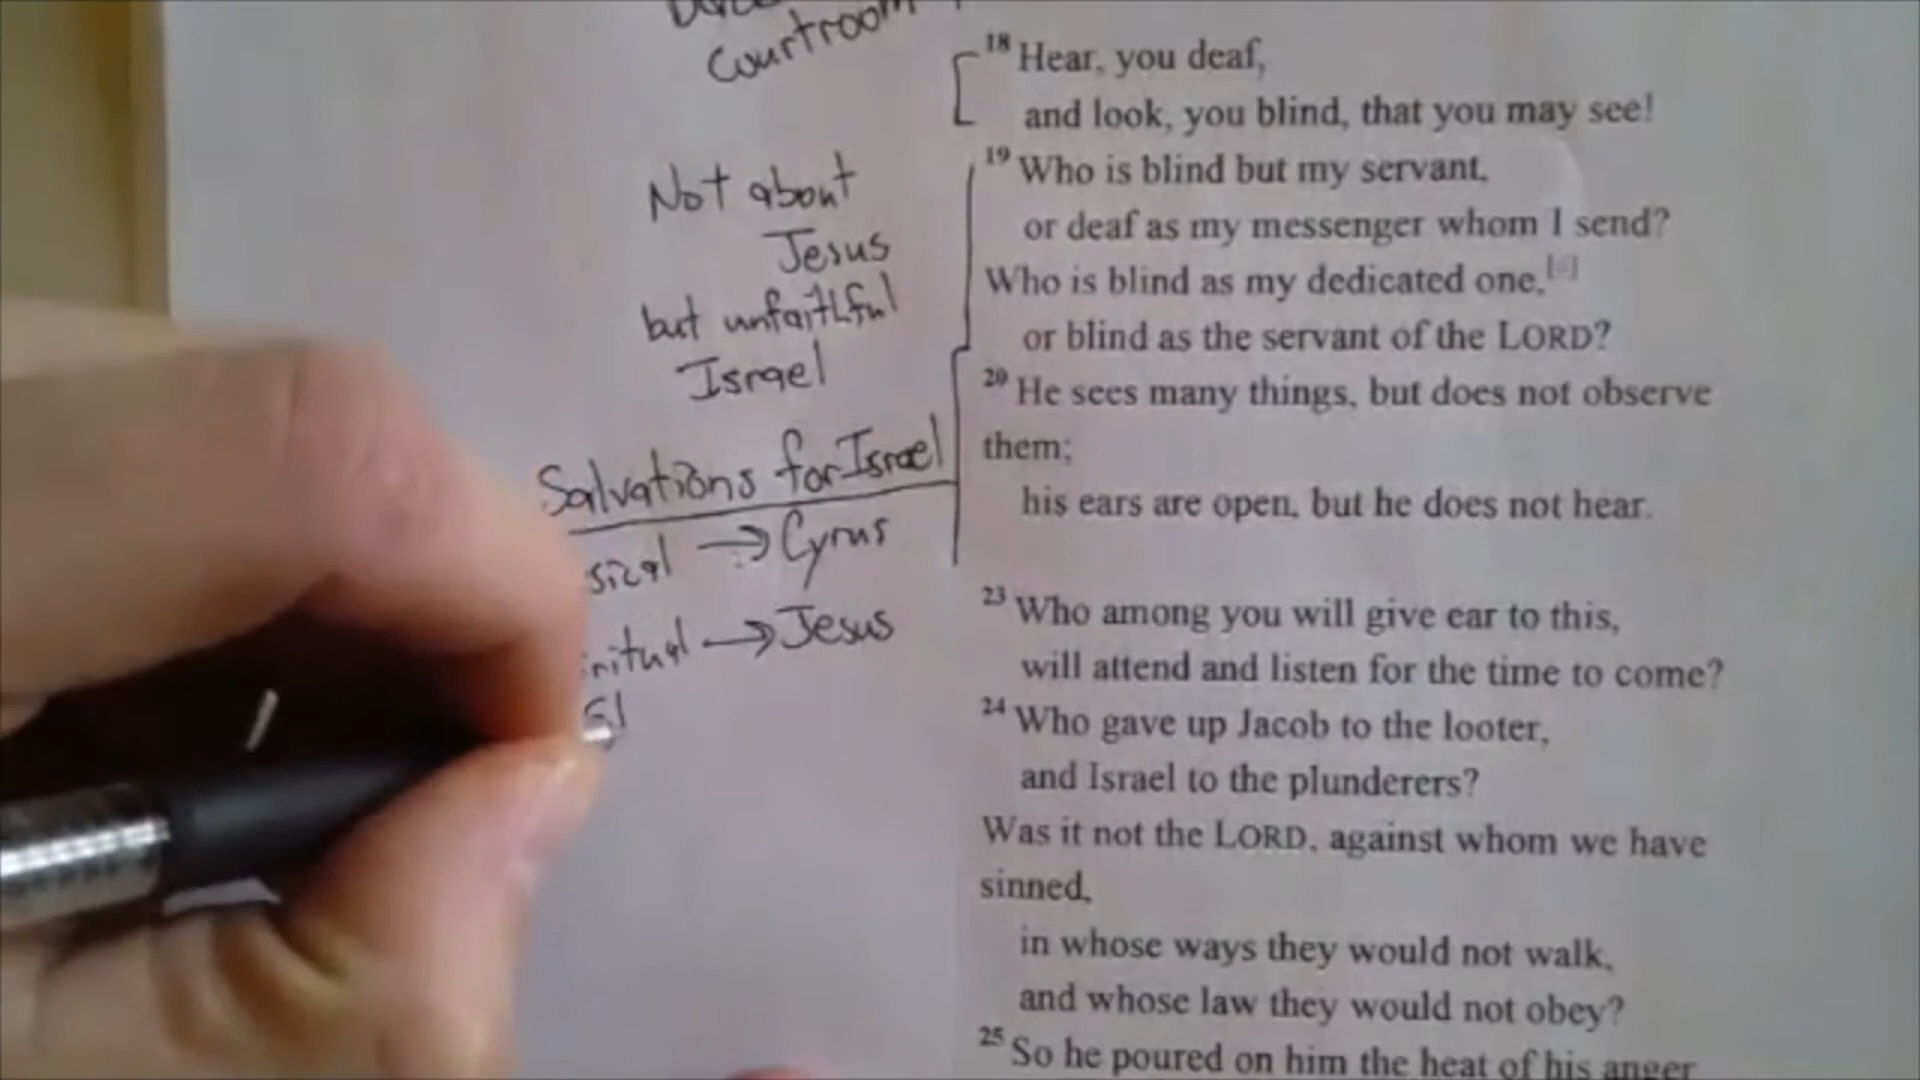 Courtroom
Not about
Jesus
but unfaithful
Israel
Salvations for Israel
sical → Cyrus
ritual → Jesus
18 Hear, you deaf,
and look, you blind, that you may see!
19 Who is blind but my servant,
or deaf as my messenger whom I send?
Who is blind as my dedicated one,
or blind as the servant of the LORD?
20 He sees many things, but does not observe
them;
his ears are open, but he does not hear.
23 Who among you will give ear to this,
will attend and listen for the time to come?
24 Who gave up Jacob to the looter,
and Israel to the plunderers?
Was it not the LORD, against whom we have
sinned,
in whose ways they would not walk,
and whose law they would not obey?
25 So he poured on him the heat of his anger